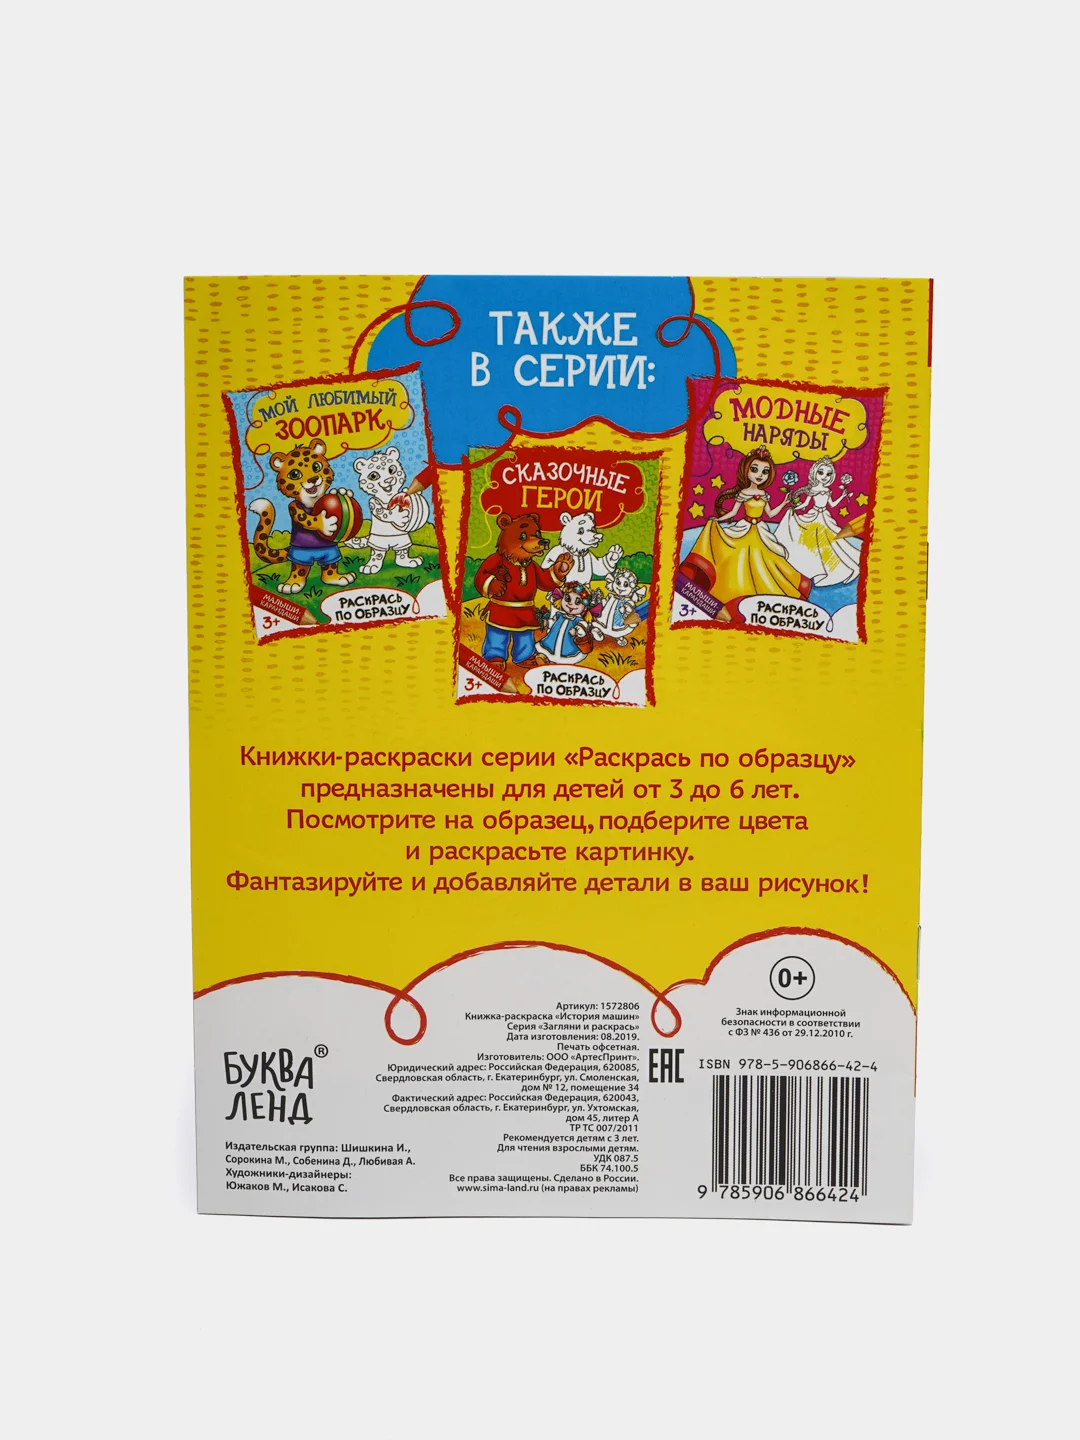 ТАКЖЕ
В СЕРИИ:
МОЙ ЛЮБИМЫЙ
ЗООПАРК
МАЛЫШИ-
КАРАНДАШИ
3+
РАСКРАСЬ
ПО ОБРАЗЦУ
СКАЗОЧНЫЕ
ГЕРОИ
МАЛЫШИ-
КАРАНДАШИ
3+
РАСКРАСЬ
ПО ОБРАЗЦУ
МОДНЫЕ
НАРЯДЫ
МАЛЫШИ-
КАРАНДАШИ
3+
РАСКРАСЬ
ПО ОБРАЗЦУ
Книжки-раскраски серии «Раскрась по образцу»
предназначены для детей от 3 до 6 лет.
Посмотрите на образец, подберите цвета
и раскрасьте картинку.
Фантазируйте и добавляйте детали в ваш рисунок!
БУКВА®
ЛЕНД
Издательская группа: Шишкина И.,
Сорокина М., Собенина Д., Любивая А.
Художники-дизайнеры:
Южаков М., Исакова С.
Артикул: 1572806
Книжка-раскраска «История машин»
Серия «Загляни и раскрась»
Дата изготовления: 08.2019.
Печать офсетная.
Изготовитель: ООО «АртесПринт».
Юридический адрес: Российская Федерация, 620085,
Свердловская область, г. Екатеринбург, ул. Смоленская,
дом № 12, помещение 34
Фактический адрес: Российская Федерация, 620043,
Свердловская область, г. Екатеринбург, ул. Ухтомская,
дом 45, литер А
ТР ТС 007/2011
Рекомендуется детям с 3 лет.
Для чтения взрослыми детям.
УДК 087.5
ББК 74.100.5
Все права защищены. Сделано в России.
www.sima-land.ru (на правах рекламы)
EAC
0+
Знак информационной
безопасности в соответствии
с ФЗ № 436 от 29.12.2010 г.
ISBN 978-5-906866-42-4
9 785906 866424